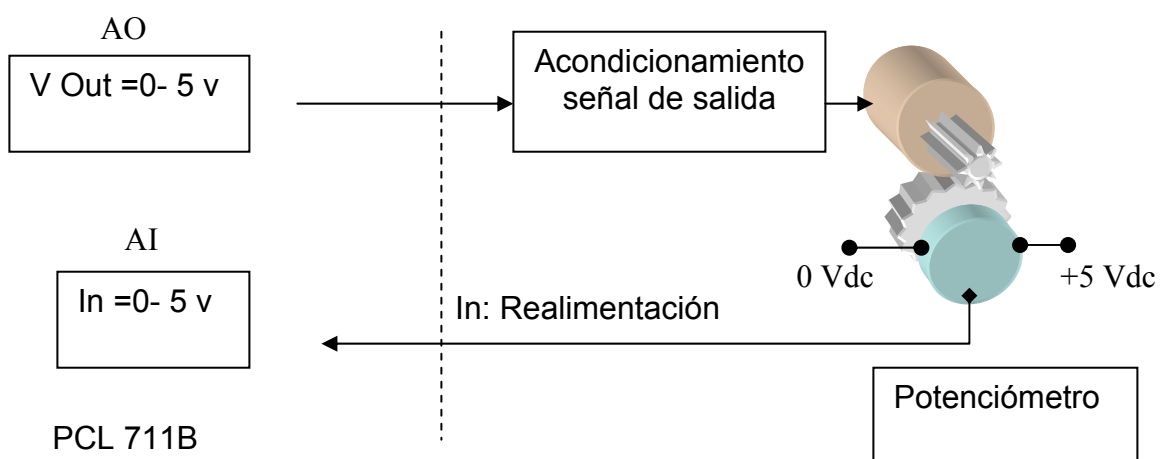 AO
V Out =0- 5 v
Acondicionamiento
señal de salida
AI
In =0- 5 v
0 Vdc
+5 Vdc
In: Realimentación
Potenciómetro
PCL 711B